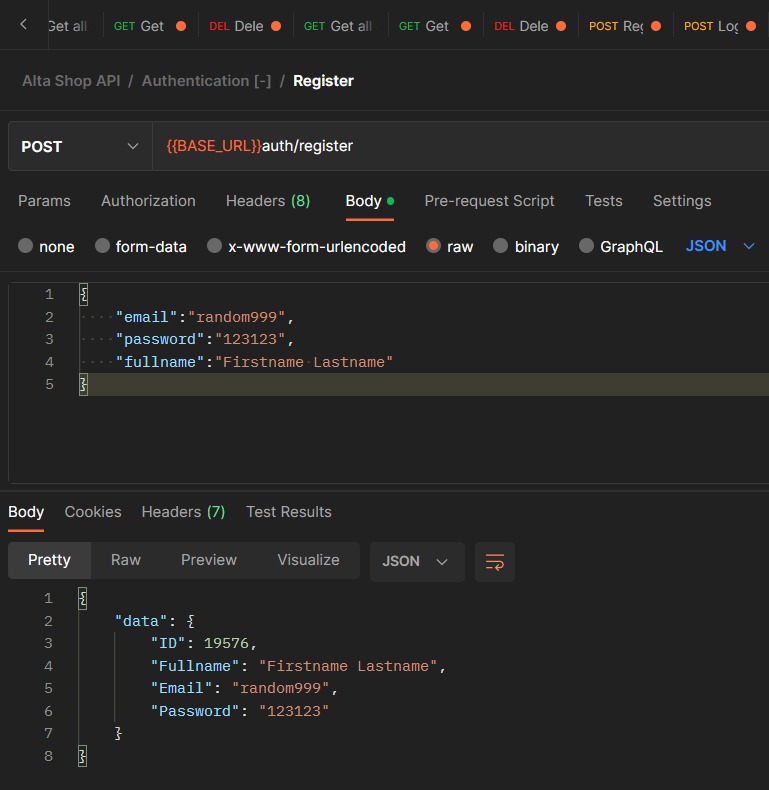 Get all GET Get DEL Dele GET Get all GET Get DEL Dele POST Reg POST Log
Alta Shop API / Authentication [-] / Register
POST {{BASE_URL}}auth/register
Params Authorization Headers (8) Body Pre-request Script Tests Settings
none form-data x-www-form-urlencoded raw binary GraphQL JSON
1 {
2 ····"email":"random999",
3 ····"password":"123123",
4 ····"fullname":"Firstname·Lastname"
5 }
Body Cookies Headers (7) Test Results
Pretty Raw Preview Visualize JSON
1 {
2 "data": {
3 "ID": 19576,
4 "Fullname": "Firstname Lastname",
5 "Email": "random999",
6 "Password": "123123"
7 }
8 }